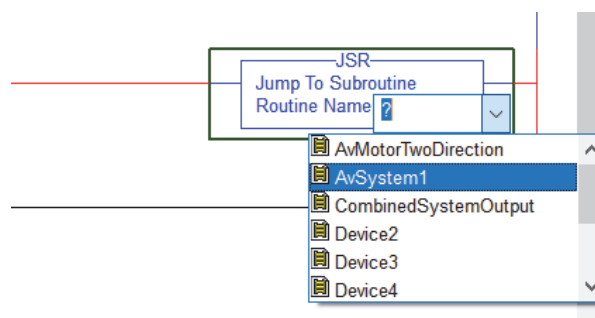 JSR
Jump To Subroutine
Routine Name ?
AvMotorTwoDirection
AvSystem1
CombinedSystemOutput
Device2
Device3
Device4